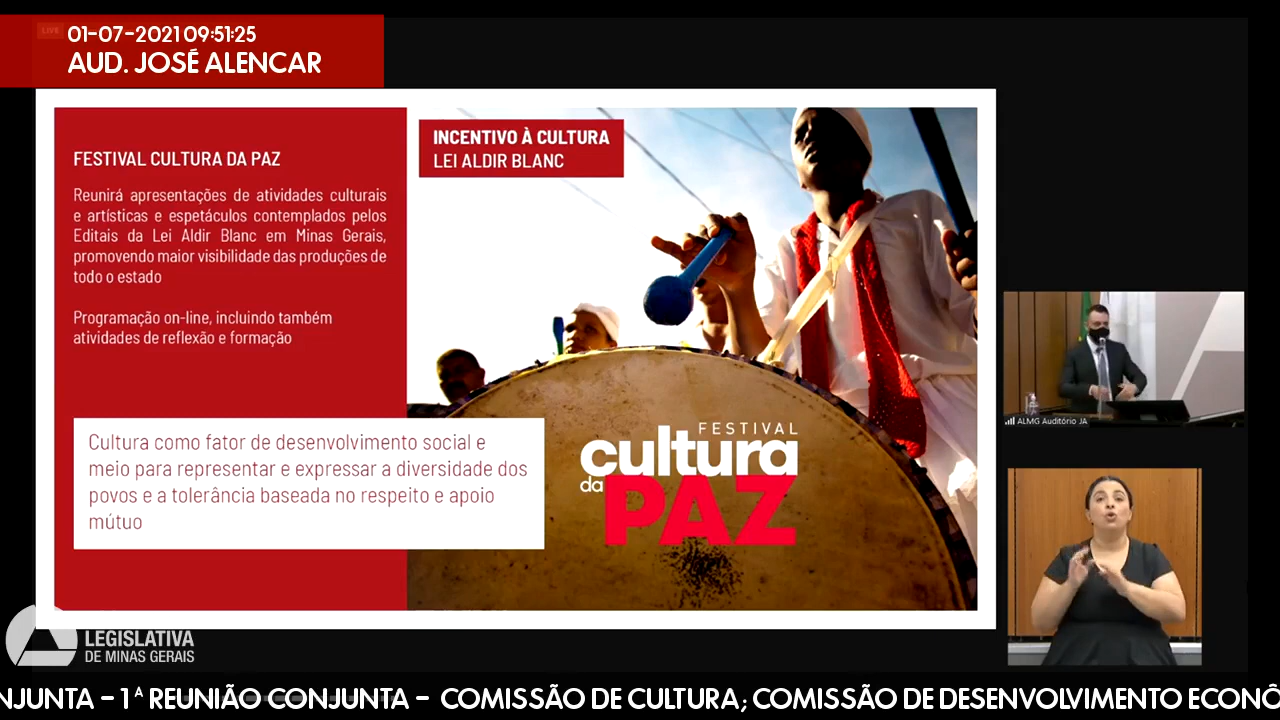 LIVE
01-07-2021 09:51:25
AUD. JOSÉ ALENCAR
FESTIVAL CULTURA DA PAZ
Reunirá apresentações de atividades culturais
e artísticas e espetáculos contemplados pelos
Editais da Lei Aldir Blanc em Minas Gerais,
promovendo maior visibilidade das produções de
todo o estado
Programação on-line, incluindo também
atividades de reflexão e formação
Cultura como fator de desenvolvimento social e
meio para representar e expressar a diversidade dos
povos e a tolerância baseada no respeito e apoio
mútuo
INCENTIVO À CULTURA
LEI ALDIR BLANC
FESTIVAL
cultura
da PAZ
ALMG Auditório JA
LEGISLATIVA
DE MINAS GERAIS
NJUNTA - 1ª REUNIÃO CONJUNTA - COMISSÃO DE CULTURA; COMISSÃO DE DESENVOLVIMENTO ECONÔ